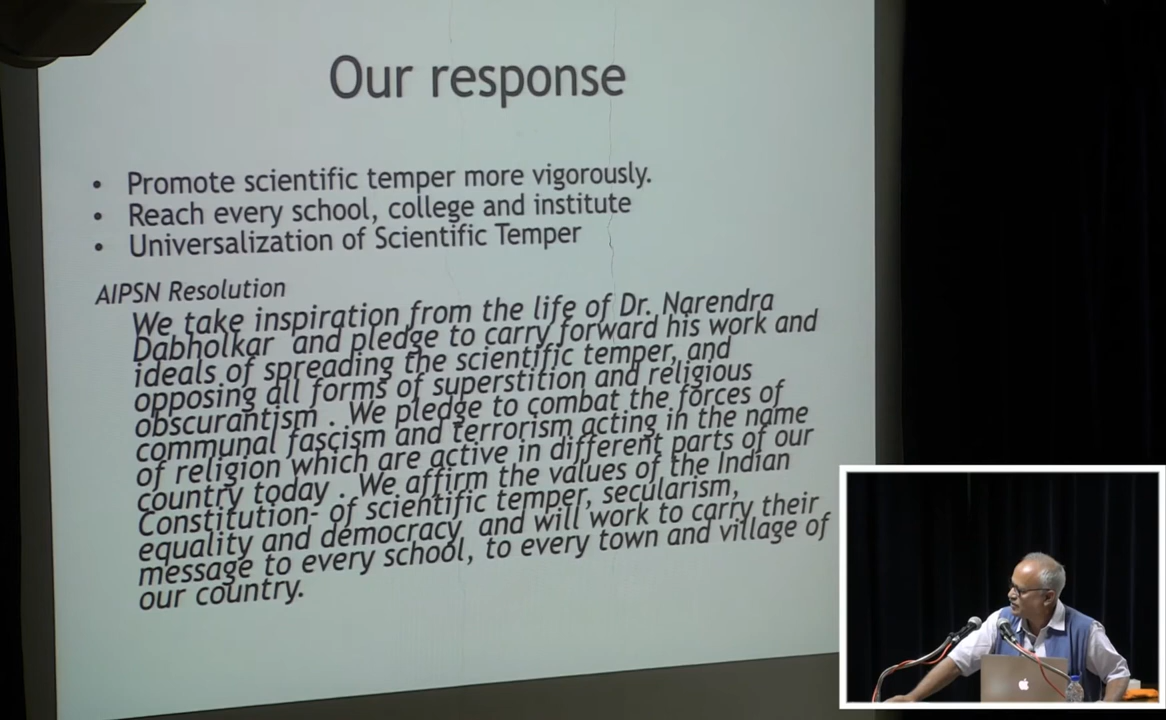 Our response
• Promote scientific temper more vigorously.
• Reach every school, college and institute
• Universalization of Scientific Temper
AIPSN Resolution
We take inspiration from the life of Dr. Narendra
Dabholkar and pledge to carry forward his work and
ideals of spreading the scientific temper, and
opposing all forms of superstition and religious
obscurantism . We pledge to combat the forces of
communal fascism and terrorism acting in the name
of religion which are active in different parts of our
country today . We affirm the values of the Indian
Constitution- of scientific temper, secularism,
equality and democracy and will work to carry their
message to every school, to every town and village of
our country.